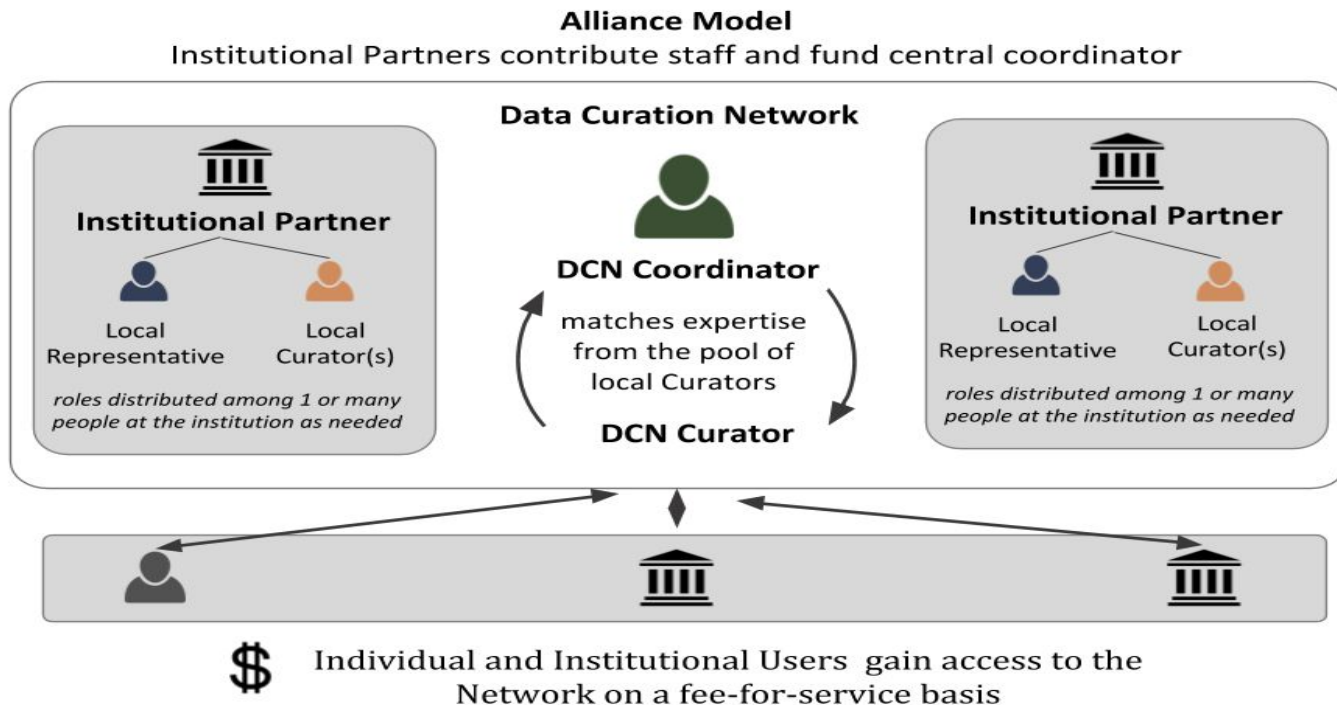 Alliance Model
Institutional Partners contribute staff and fund central coordinator
Data Curation Network
Institutional Partner
Local
Representative
Local
Curator(s)
roles distributed among 1 or many
people at the institution as needed
DCN Coordinator
matches expertise
from the pool of
local Curators
DCN Curator
Institutional Partner
Local
Representative
Local
Curator(s)
roles distributed among 1 or many
people at the institution as needed
$ Individual and Institutional Users gain access to the
Network on a fee-for-service basis